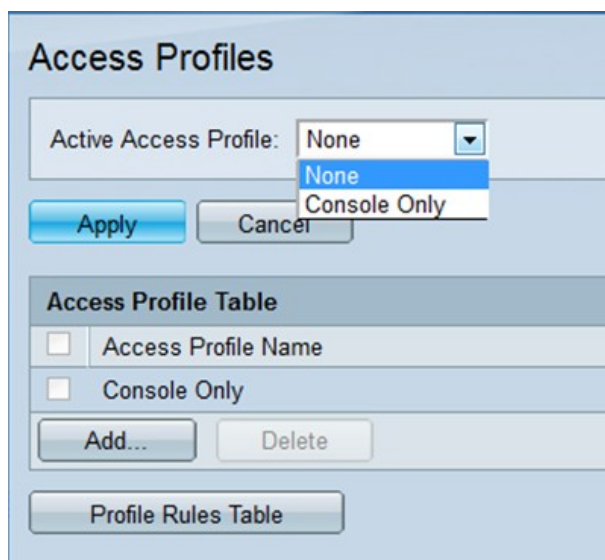 Access Profiles
Active Access Profile: None
None
Console Only
Apply Cancel
Access Profile Table
Access Profile Name
Console Only
Add... Delete
Profile Rules Table